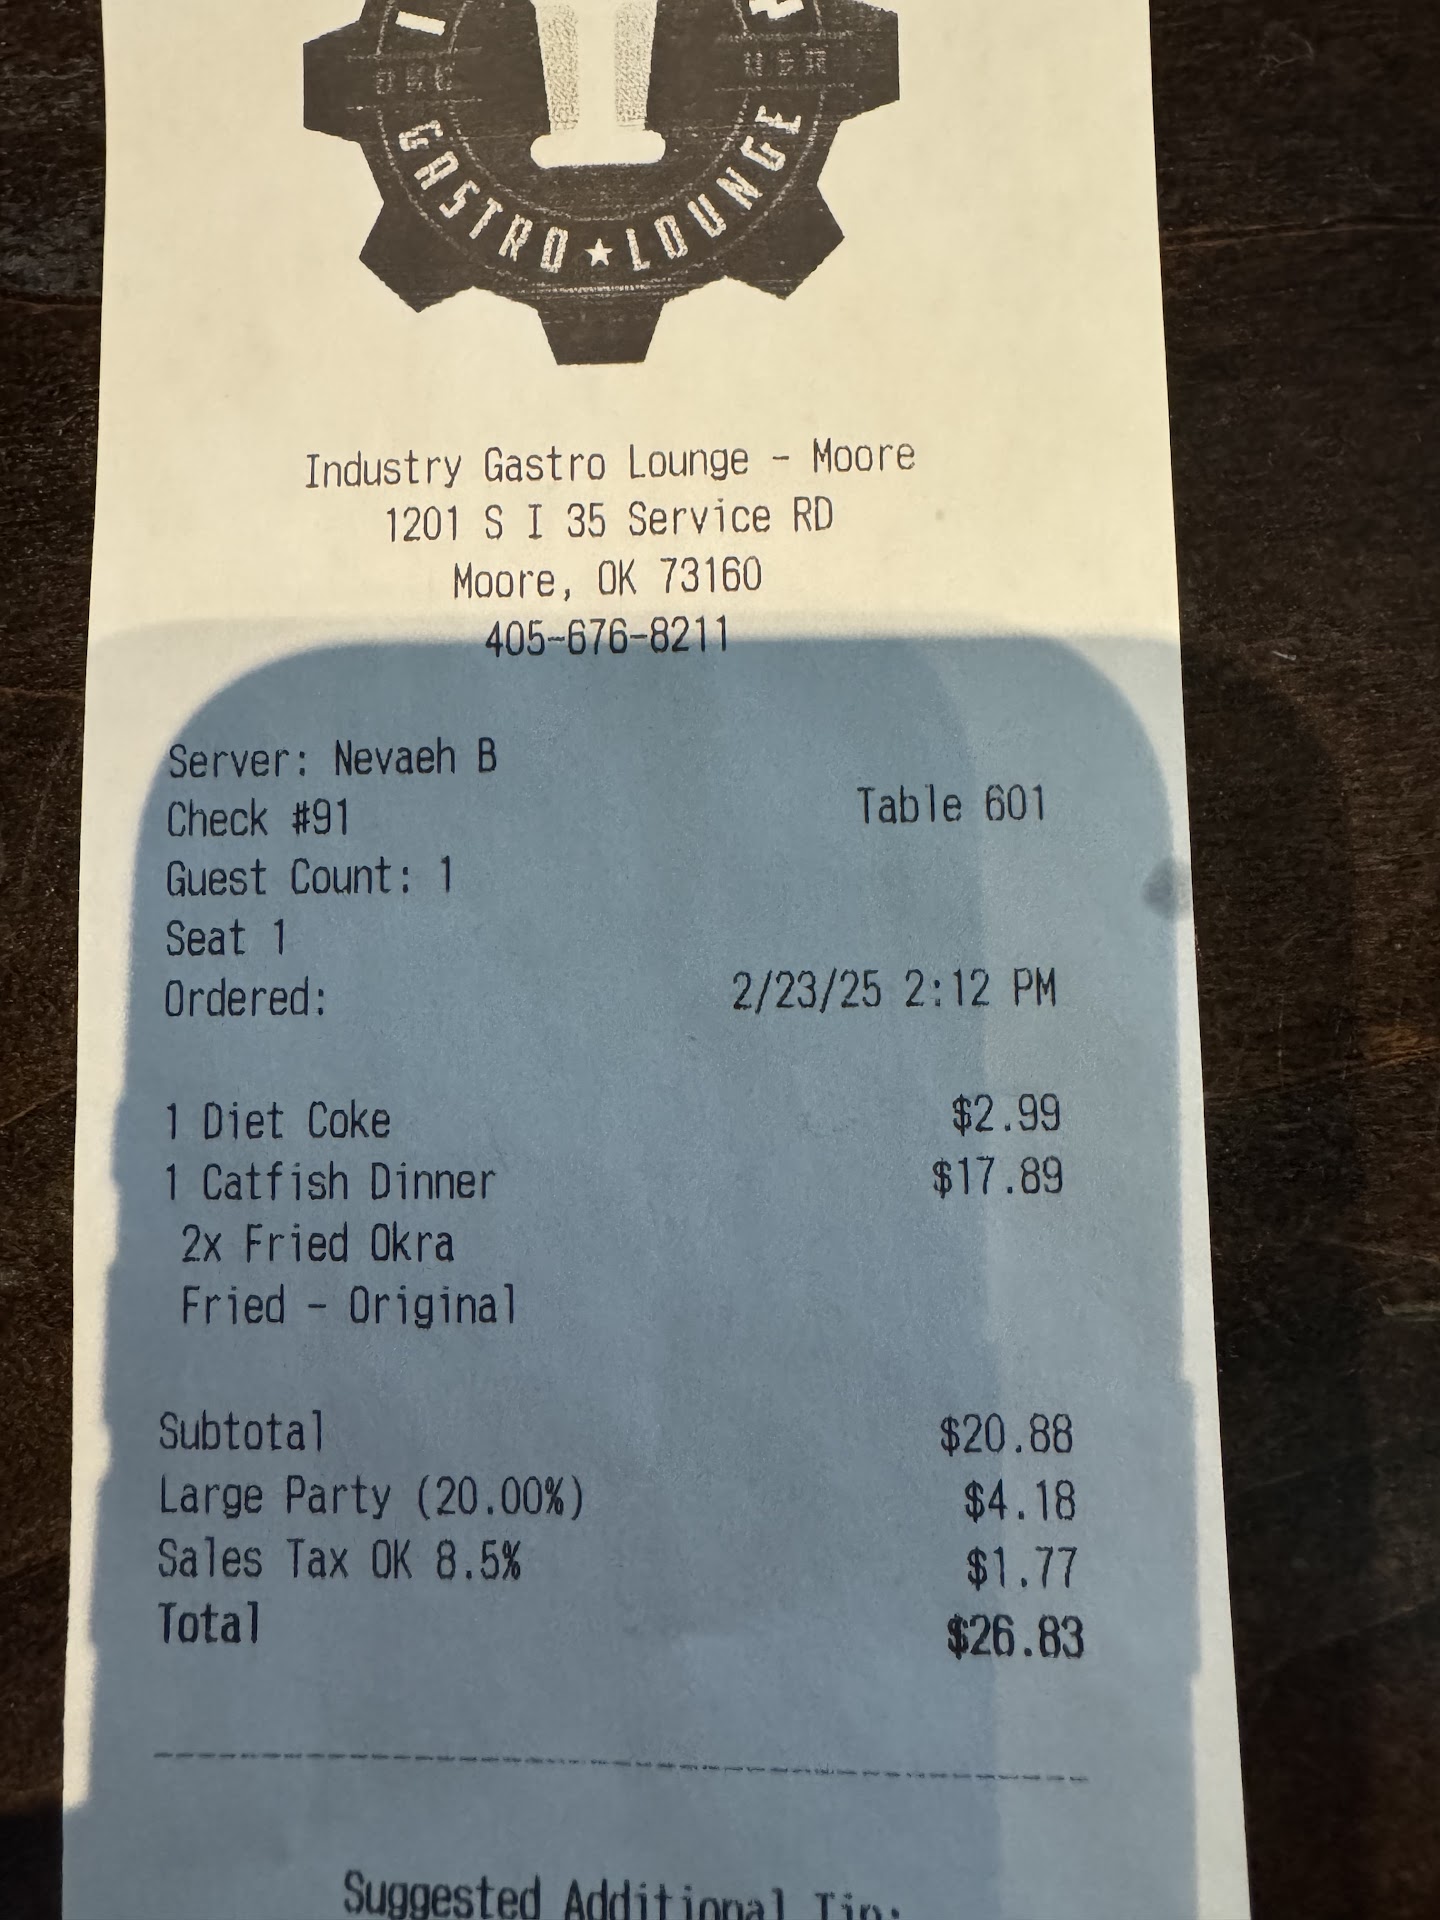 GASTRO ★ LOUNGE
Industry Gastro Lounge - Moore
1201 S I 35 Service RD
Moore, OK 73160
405-676-8211
Server: Nevaeh B
Check #91 Table 601
Guest Count: 1
Seat 1
Ordered: 2/23/25 2:12 PM
1 Diet Coke $2.99
1 Catfish Dinner $17.89
2x Fried Okra
Fried - Original
Subtotal $20.88
Large Party (20.00%) $4.18
Sales Tax OK 8.5% $1.77
Total $26.83
Suggested Additional Tip: